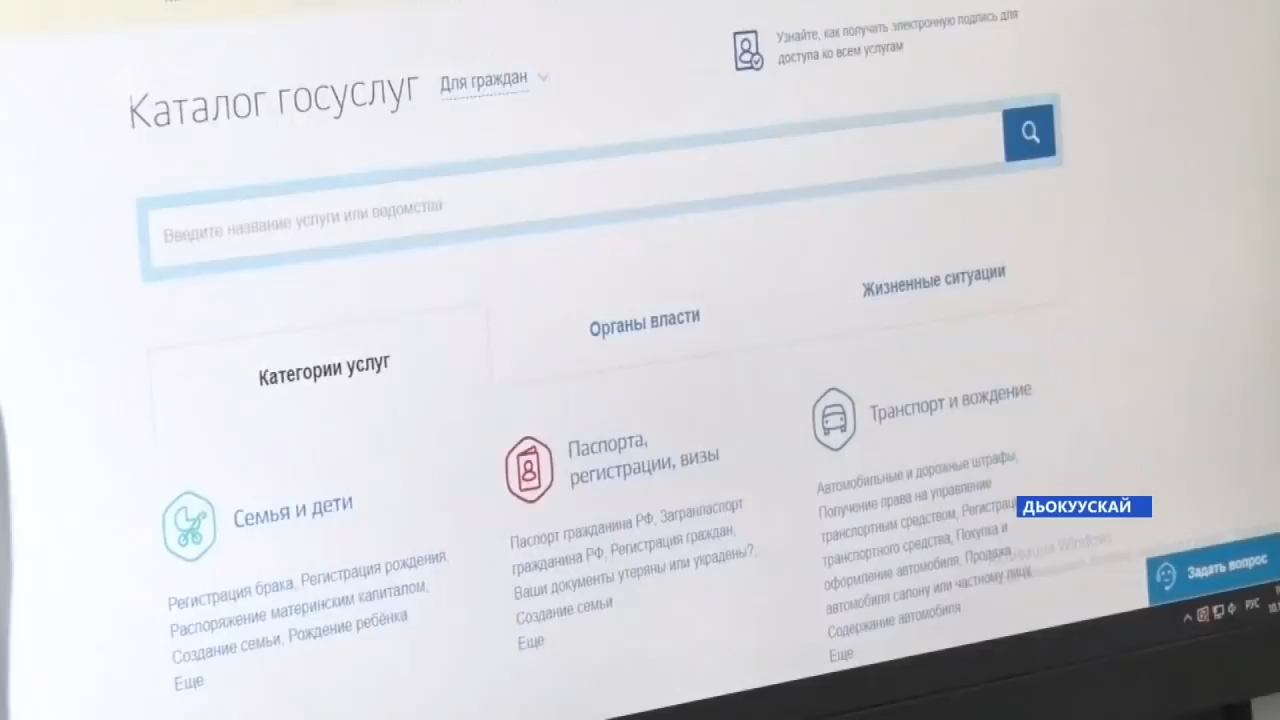 Узнайте, как получать электронную подпись для
доступа ко всем услугам
Каталог госуслуг
Для граждан
Введите название услуги или ведомства
Категории услуг
Органы власти
Жизненные ситуации
Семья и дети
Регистрация брака, Регистрация рождения,
Распоряжение материнским капиталом,
Создание семьи, Рождение ребёнка
Еще
Паспорта,
регистрации, визы
Паспорт гражданина РФ, Загранпаспорт
гражданина РФ, Регистрация граждан,
Ваши документы утеряны или украдены?,
Создание семьи
Еще
Транспорт и вождение
Автомобильные и дорожные штрафы,
Получение права на управление
транспортным средством,
транспортного средства, Покупка и
оформление автомобиля, Продажа
автомобиля салону или частному лицу,
Содержание автомобиля
Еще
ДЬОКУУСКАЙ
Windows
Задать вопрос
РУС